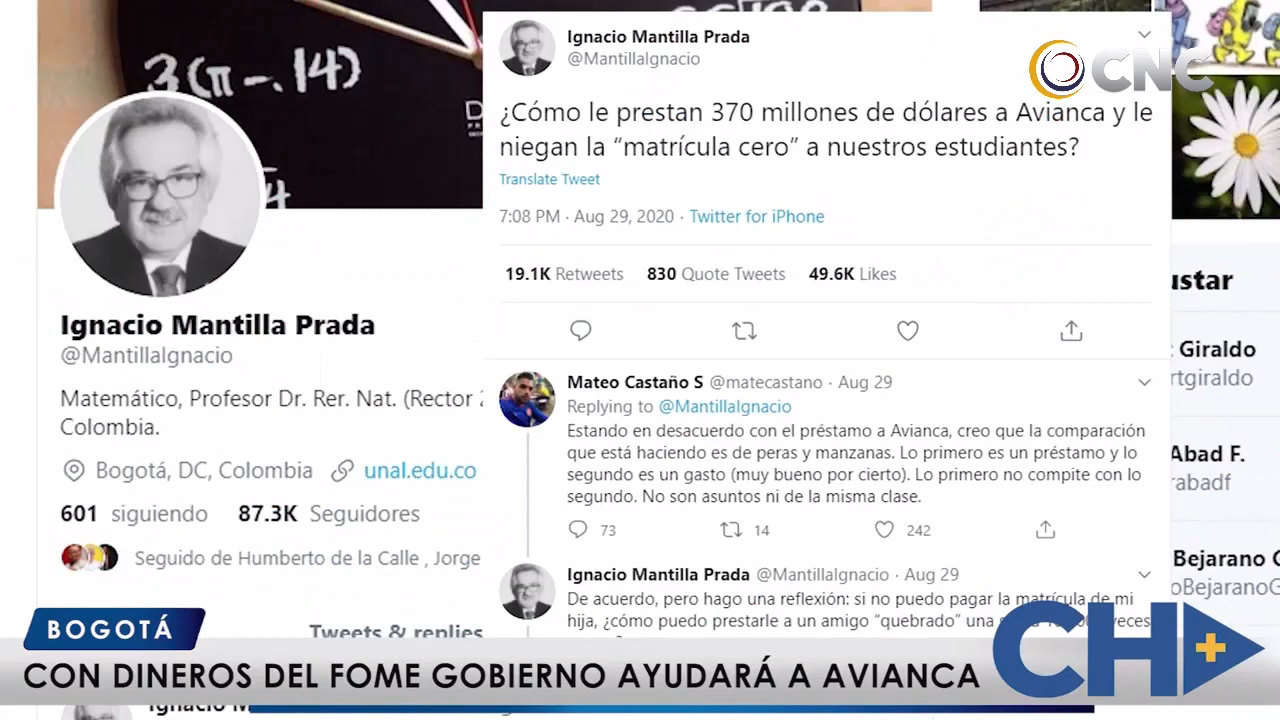 3(π-.14)
Ignacio Mantilla Prada
@MantillaIgnacio
Matemático, Profesor Dr. Rer. Nat. (Rector
Colombia.
Bogotá, DC, Colombia unal.edu.co
601 siguiendo 87.3K Seguidores
Seguido de Humberto de la Calle , Jorge
Tweets & replies
Ignacio Mantilla Prada
@MantillaIgnacio
¿Cómo le prestan 370 millones de dólares a Avianca y le
niegan la “matrícula cero” a nuestros estudiantes?
Translate Tweet
7:08 PM · Aug 29, 2020 · Twitter for iPhone
19.1K Retweets 830 Quote Tweets 49.6K Likes
Mateo Castaño S @matecastano · Aug 29
Replying to @MantillaIgnacio
Estando en desacuerdo con el préstamo a Avianca, creo que la comparación
que está haciendo es de peras y manzanas. Lo primero es un préstamo y lo
segundo es un gasto (muy bueno por cierto). Lo primero no compite con lo
segundo. No son asuntos ni de la misma clase.
73 14 242
Ignacio Mantilla Prada @MantillaIgnacio · Aug 29
De acuerdo, pero hago una reflexión: si no puedo pagar la matrícula de mi
hija, ¿cómo puedo prestarle a un amigo “quebrado” una veces
CNC
ustar
Giraldo
rtgiraldo
Abad F.
rabadf
Bejarano G
oBejaranoG
BOGOTÁ
CON DINEROS DEL FOME GOBIERNO AYUDARÁ A AVIANCA
CH+
Ignacio M